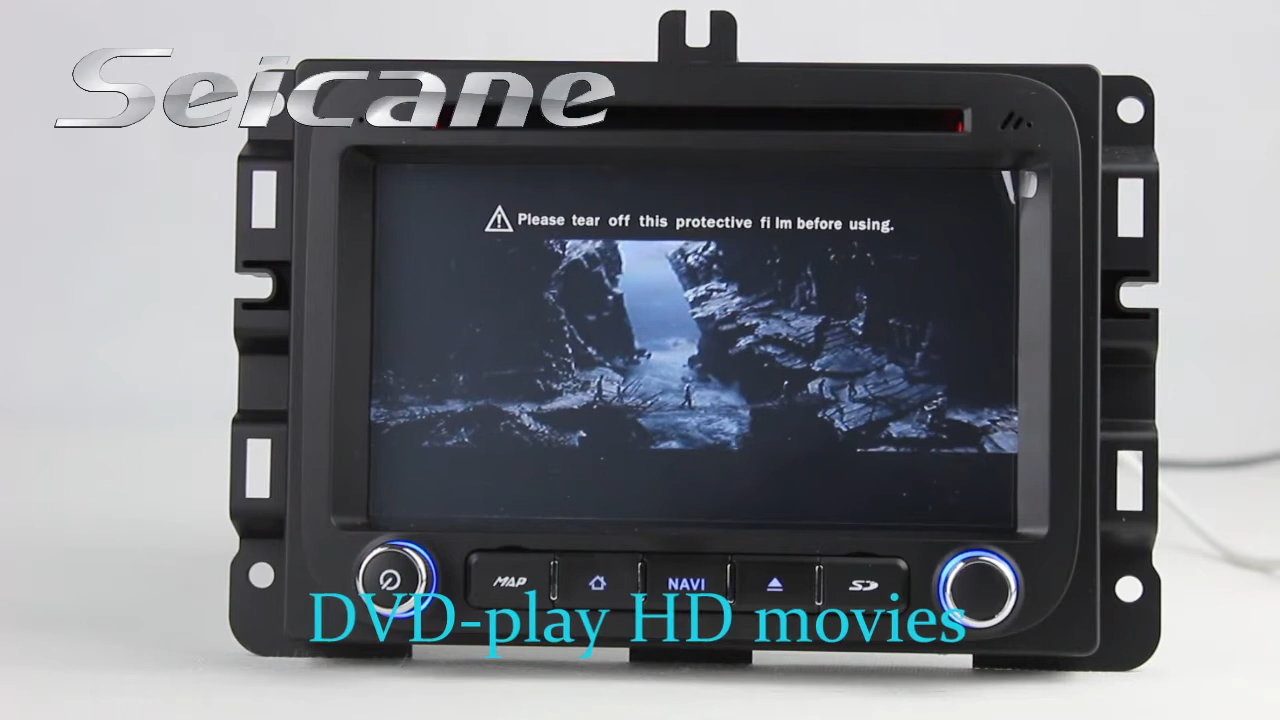 Seicane
Please tear off this protective fi lm before using.
MAP
NAVI
SD
DVD-play HD movies